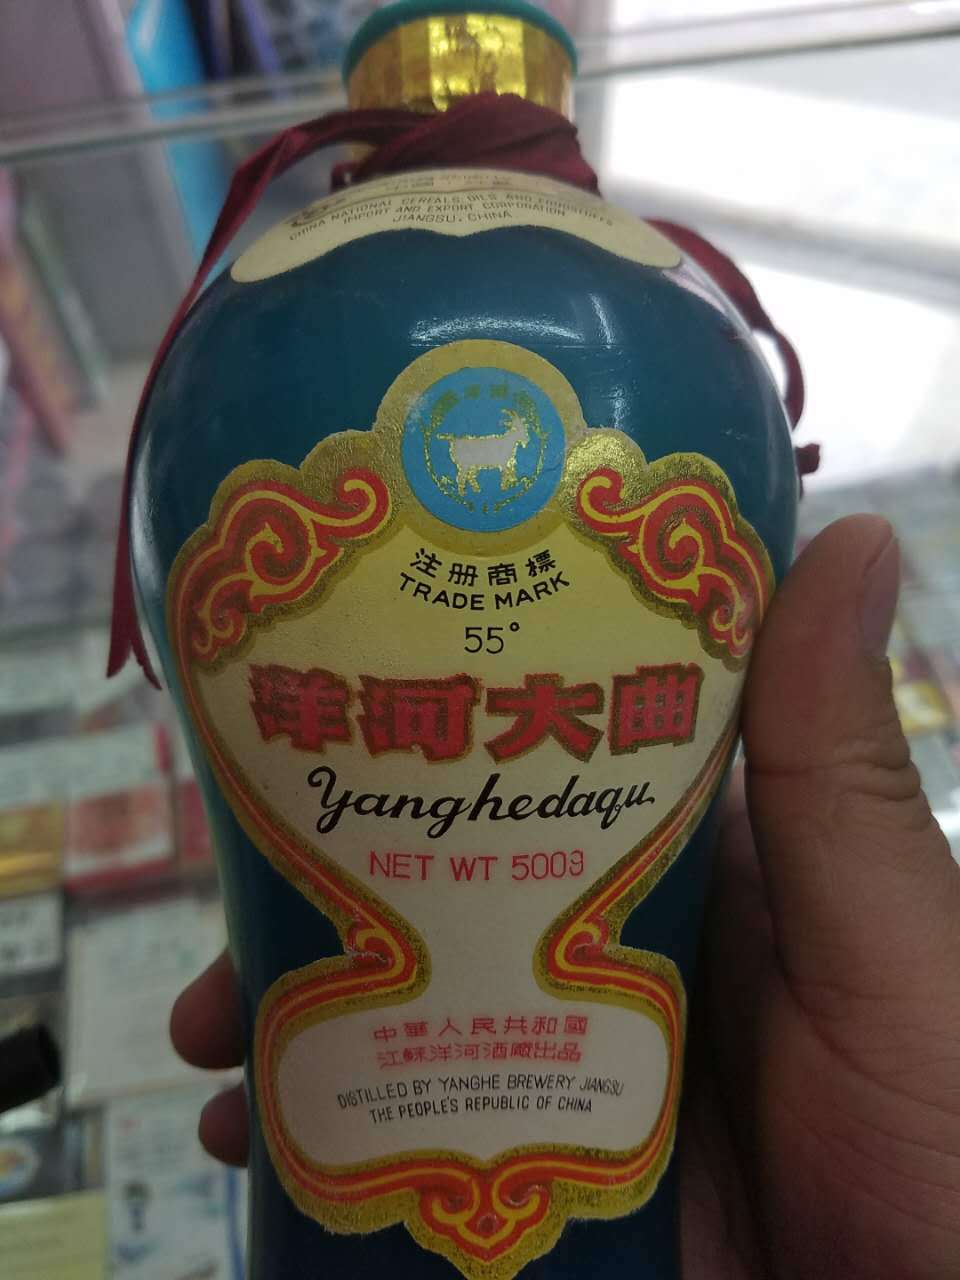 CHINA NATIONAL CEREALS, OILS AND FOODSTUFFS
IMPORT AND EXPORT CORPORATION
JIANGSU, CHINA
注册商標
TRADE MARK
55°
洋河大曲
Yanghedaqu
NET WT 500g
中華人民共和國
江蘇洋河酒廠出品
DISTILLED BY YANGHE BREWERY JIANGSU
THE PEOPLE'S REPUBLIC OF CHINA